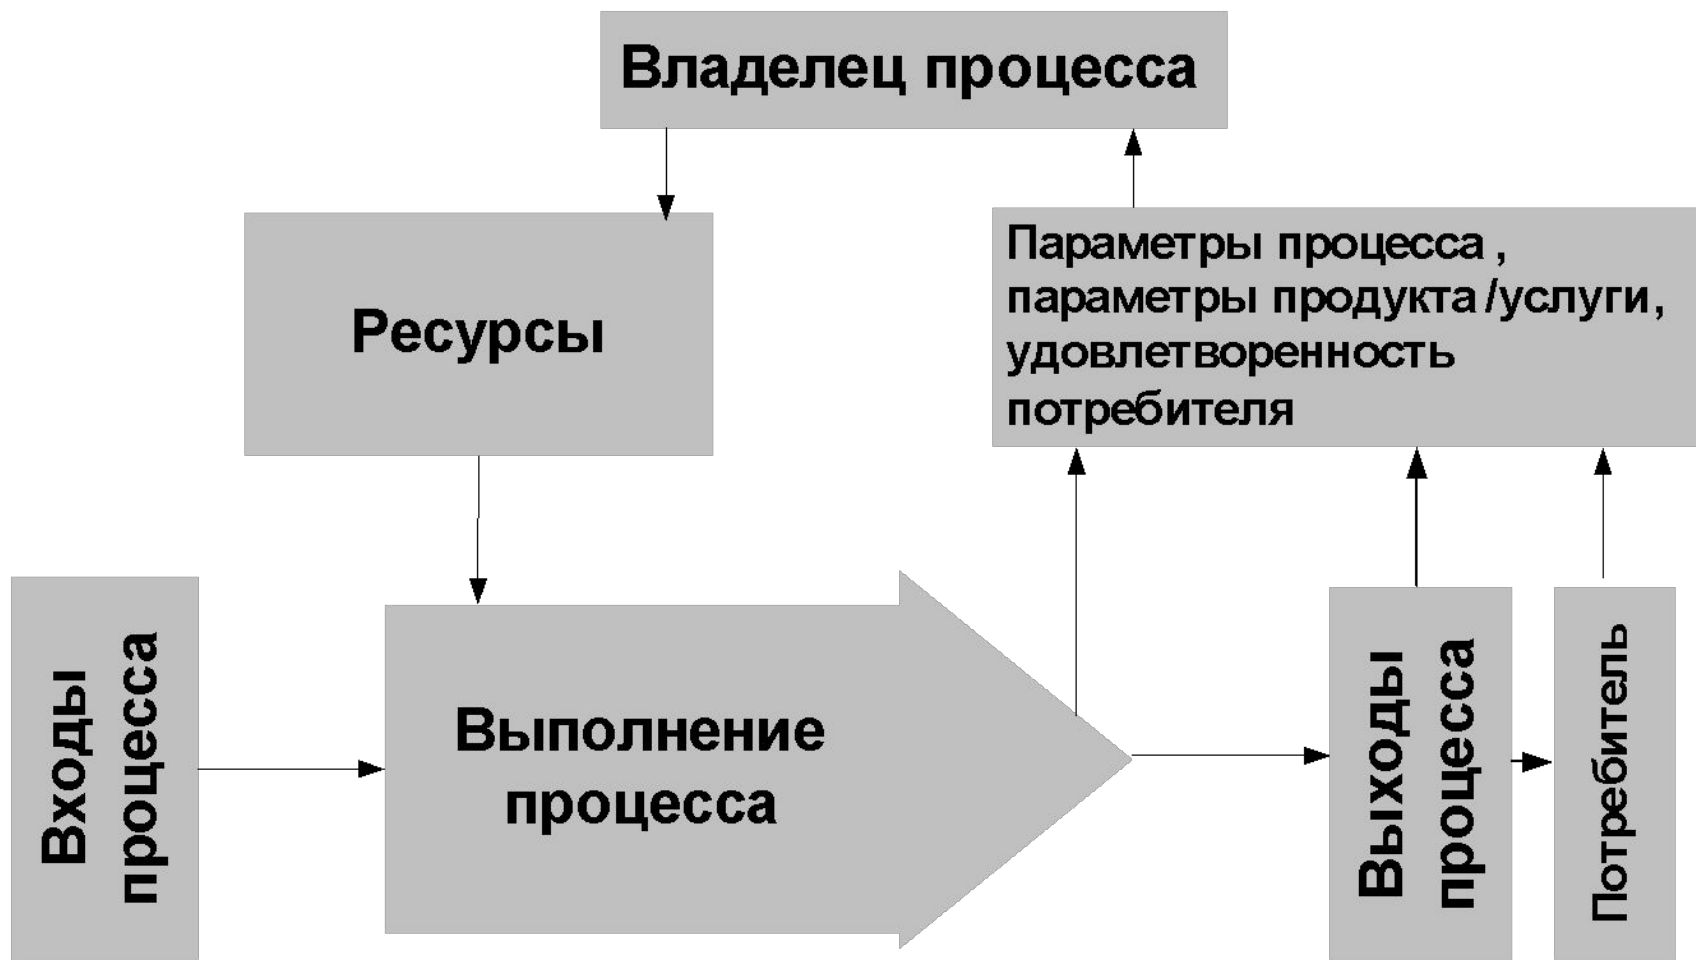 Владелец процесса
Ресурсы
Параметры процесса ,
параметры продукта /услуги,
удовлетворенность
потребителя
Входы
процесса
Выполнение
процесса
Выходы
процесса
Потребитель